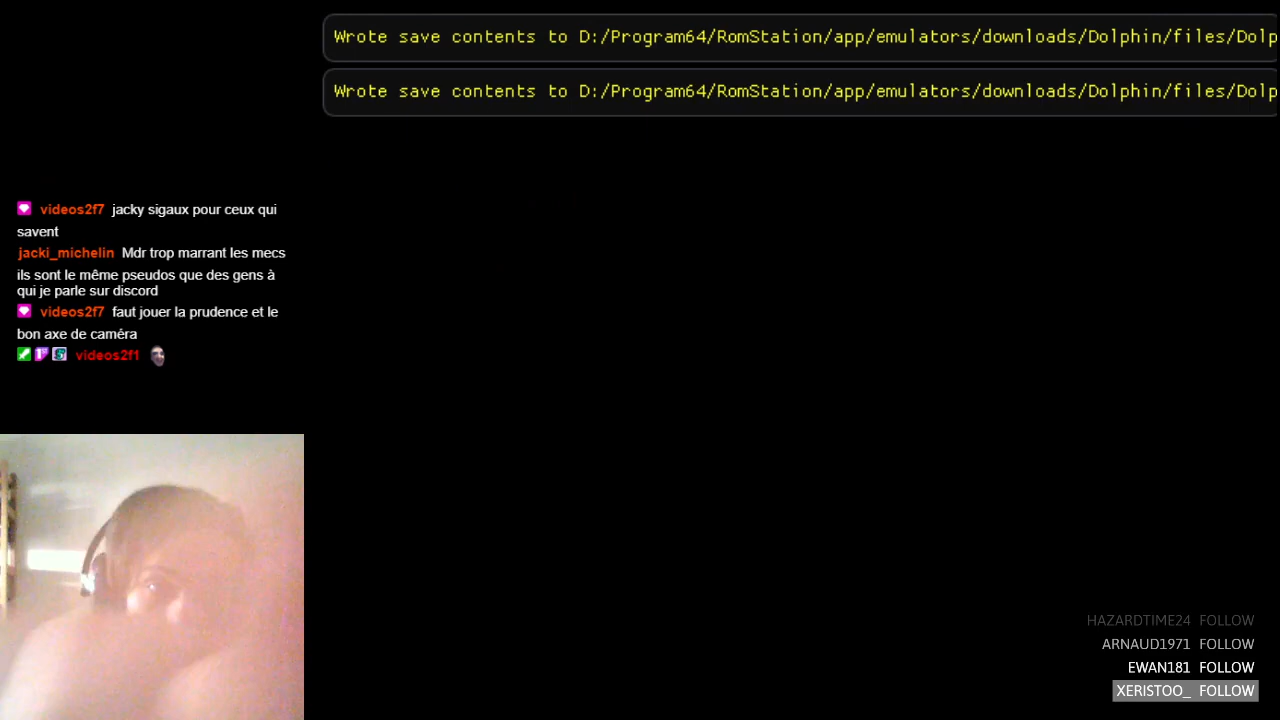 Wrote save contents to D:/Program64/RomStation/app/emulators/downloads/Dolphin/files/Dolp
Wrote save contents to D:/Program64/RomStation/app/emulators/downloads/Dolphin/files/Dolp
videos2f7 jacky sigaux pour ceux qui
savent
jacki_michelin Mdr trop marrant les mecs
ils sont le même pseudos que des gens à
qui je parle sur discord
videos2f7 faut jouer la prudence et le
bon axe de caméra
videos2f1
HAZARDTIME24 FOLLOW
ARNAUD1971 FOLLOW
EWAN181 FOLLOW
XERISTOO_ FOLLOW